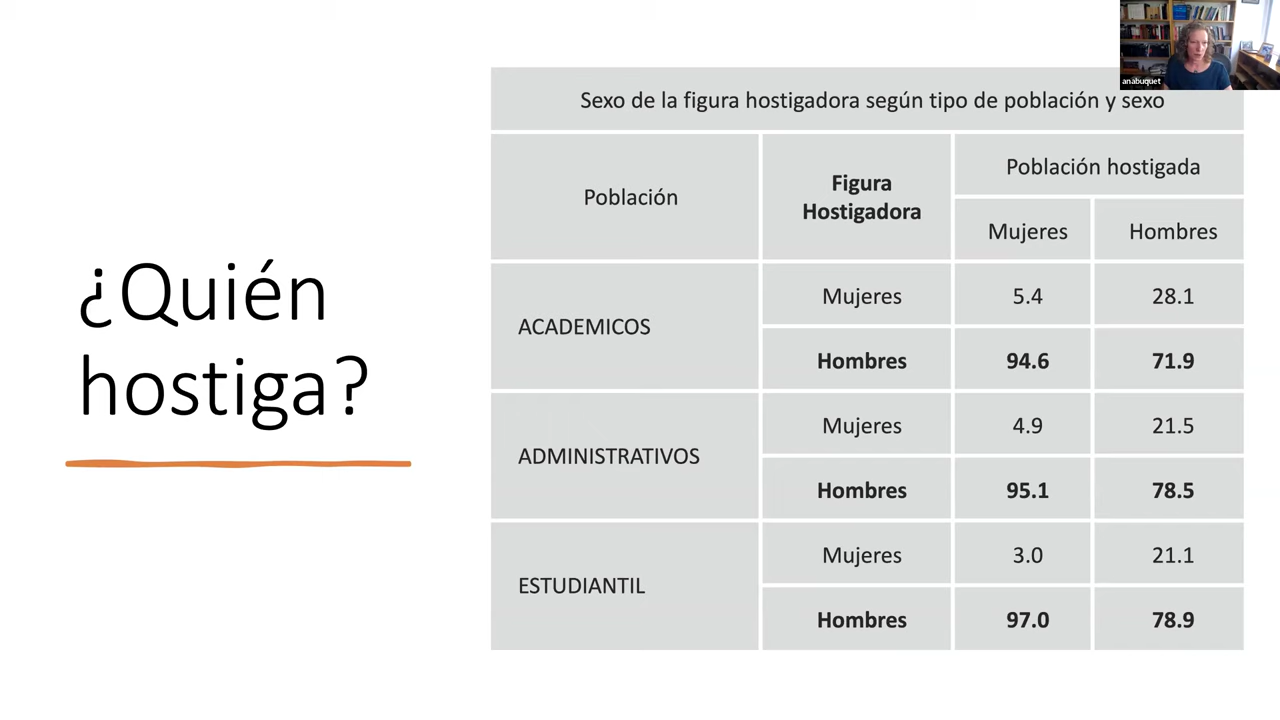 anabuquet
¿Quién
hostiga?
Sexo de la figura hostigadora según tipo de población y sexo
Población
Figura
Hostigadora
Población hostigada
Mujeres
Hombres
ACADEMICOS
Mujeres
5.4
28.1
Hombres
94.6
71.9
ADMINISTRATIVOS
Mujeres
4.9
21.5
Hombres
95.1
78.5
ESTUDIANTIL
Mujeres
3.0
21.1
Hombres
97.0
78.9